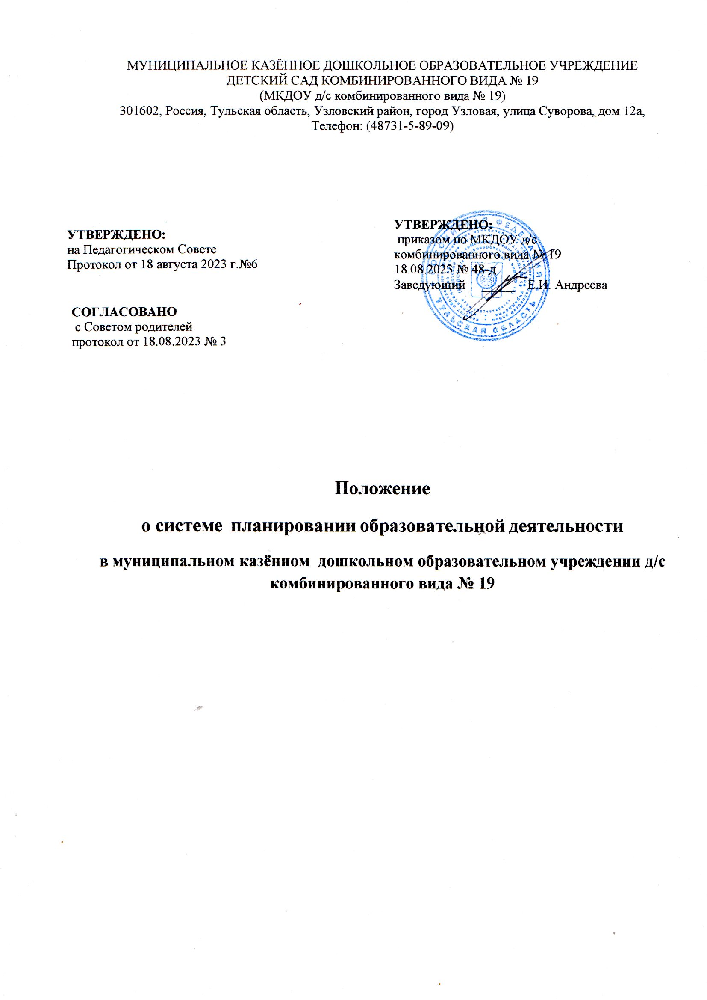 МУНИЦИПАЛЬНОЕ КАЗЁННОЕ ДОШКОЛЬНОЕ ОБРАЗОВАТЕЛЬНОЕ УЧРЕЖДЕНИЕ
ДЕТСКИЙ САД КОМБИНИРОВАННОГО ВИДА № 19
(МКДОУ д/с комбинированного вида № 19)
301602, Россия, Тульская область, Узловский район, город Узловая, улица Суворова, дом 12а,
Телефон: (48731-5-89-09)
УТВЕРЖДЕНО:
на Педагогическом Совете
Протокол от 18 августа 2023 г.№6
СОГЛАСОВАНО
с Советом родителей
протокол от 18.08.2023 № 3
УТВЕРЖДЕНО:
приказом по МКДОУ д/с
комбинированного вида № 19
18.08.2023 № 48-д
Заведующий Е.И. Андреева
РОССИЙСКАЯ ФЕДЕРАЦИЯ
ТУЛЬСКАЯ ОБЛАСТЬ
Положение
о системе планировании образовательной деятельности
в муниципальном казённом дошкольном образовательном учреждении д/с
комбинированного вида № 19